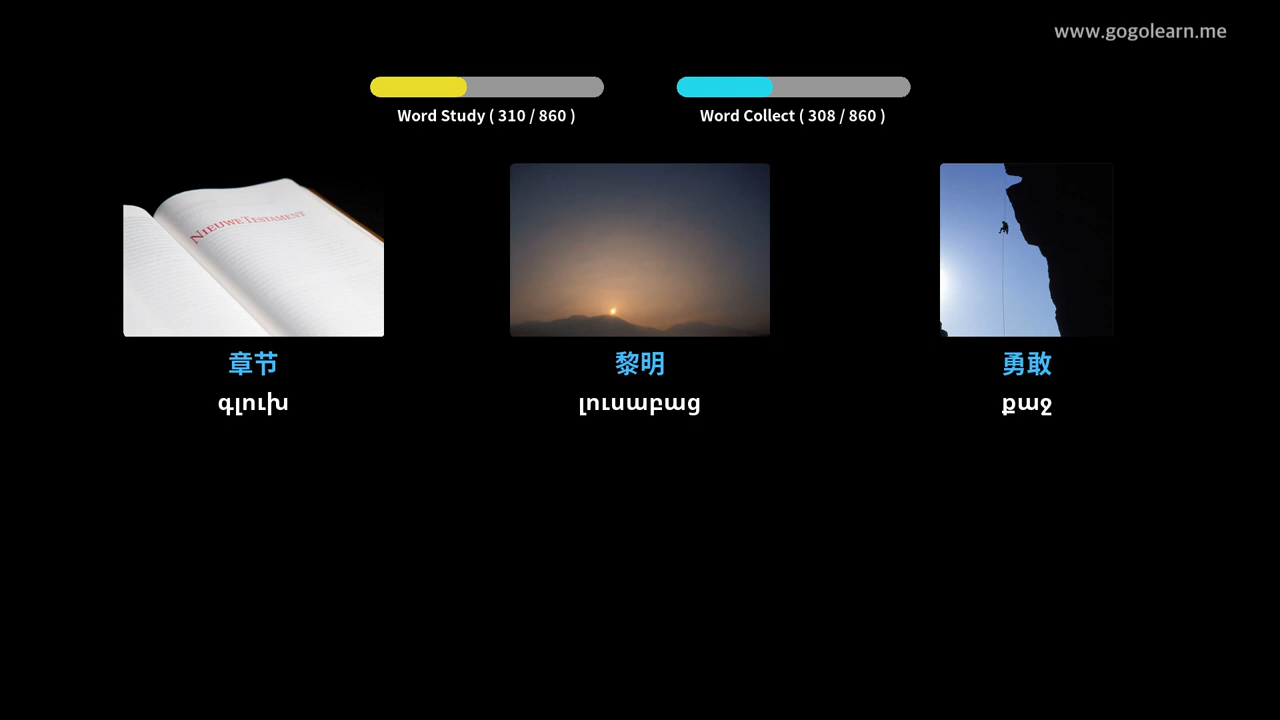 www.gogolearn.me
Word Study ( 310 / 860 )
Word Collect ( 308 / 860 )
NIEUWE TESTAMENT
章节
黎明
勇敢
գլուխ
լուսաբաց
քաջ